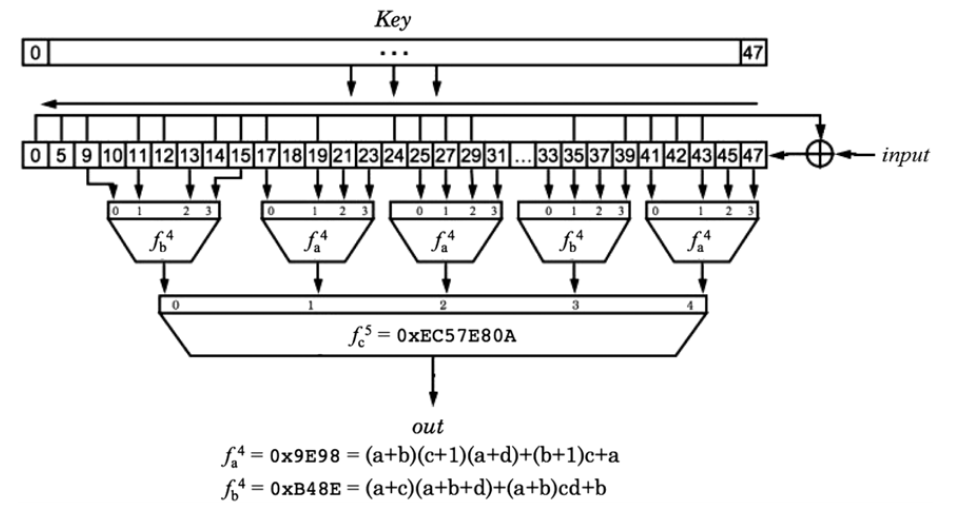 Key
0 ... 47
0 5 9 10 11 12 13 14 15 17 18 19 21 23 24 25 27 29 31 ... 33 35 37 39 41 42 43 45 47 input
0 1 2 3 0 1 2 3 0 1 2 3 0 1 2 3 0 1 2 3
f_b^4 f_a^4 f_a^4 f_b^4 f_a^4
0 1 2 3 4
f_c^5 = 0xEC57E80A
out
f_a^4 = 0x9E98 = (a+b)(c+1)(a+d)+(b+1)c+a
f_b^4 = 0xB48E = (a+c)(a+b+d)+(a+b)cd+b